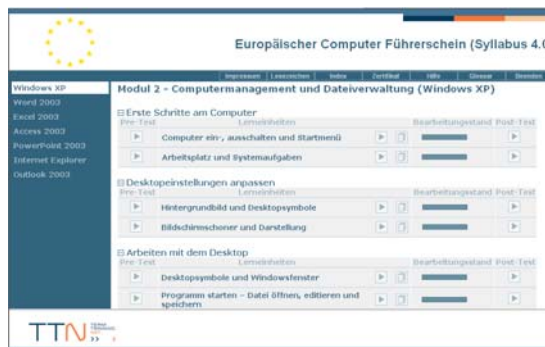 Europäischer Computer Führerschein (Syllabus 4.0
Impressum Lesezeichen Index Zertifikat Hilfe Glossar Beenden
Windows XP
Word 2003
Excel 2003
Access 2003
PowerPoint 2003
Internet Explorer
Outlook 2003
Modul 2 - Computermanagement und Dateiverwaltung (Windows XP)
Erste Schritte am Computer
Pre-Test Lerneinheiten Bearbeitungsstand Post-Test
Computer ein-, ausschalten und Startmenü
Arbeitsplatz und Systemaufgaben
Desktopeinstellungen anpassen
Pre-Test Lerneinheiten Bearbeitungsstand Post-Test
Hintergrundbild und Desktopsymbole
Bildschirmschoner und Darstellung
Arbeiten mit dem Desktop
Pre-Test Lerneinheiten Bearbeitungsstand Post-Test
Desktopsymbole und Windowsfenster
Programm starten – Datei öffnen, editieren und
speichern
TTN